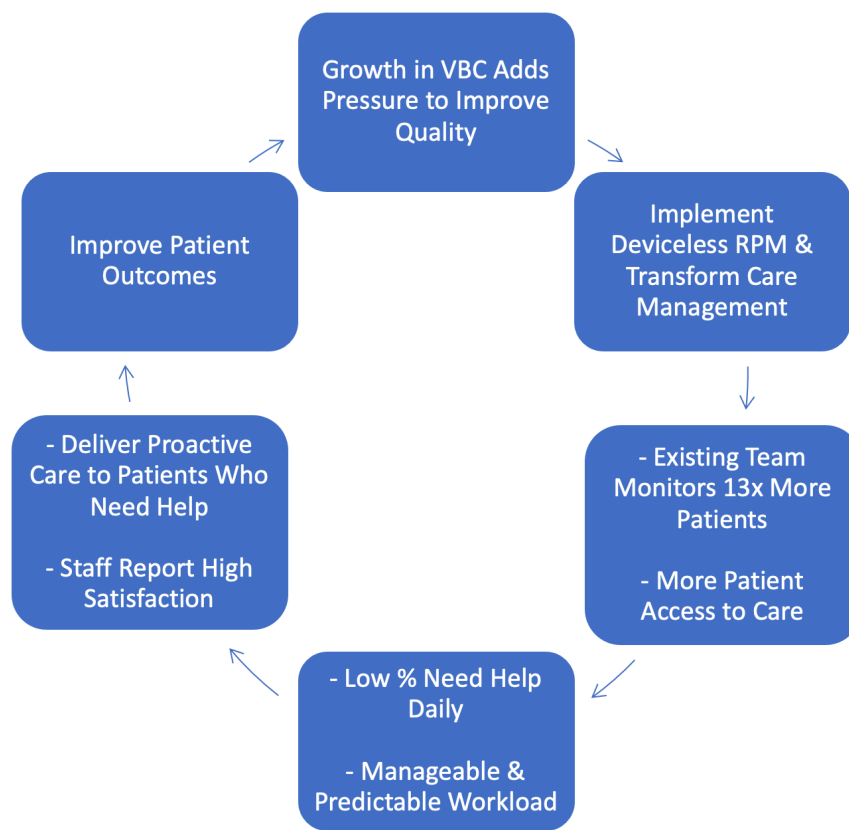 Growth in VBC Adds
Pressure to Improve
Quality
Implement
Deviceless RPM &
Transform Care
Management
- Existing Team
Monitors 13x More
Patients
- More Patient
Access to Care
- Low % Need Help
Daily
- Manageable &
Predictable Workload
- Deliver Proactive
Care to Patients Who
Need Help
- Staff Report High
Satisfaction
Improve Patient
Outcomes